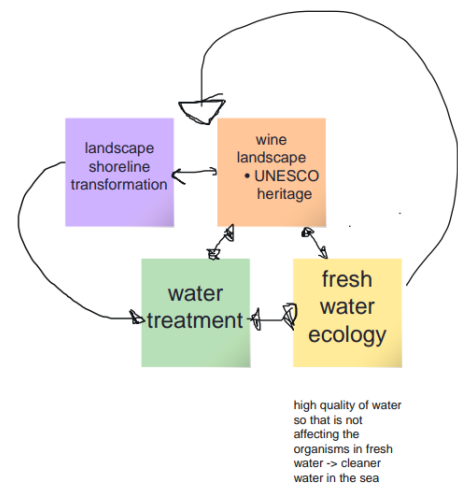 landscape
shoreline
transformation
wine
landscape
• UNESCO
heritage
water
treatment
fresh
water
ecology
high quality of water
so that is not
affecting the
organisms in fresh
water -> cleaner
water in the sea